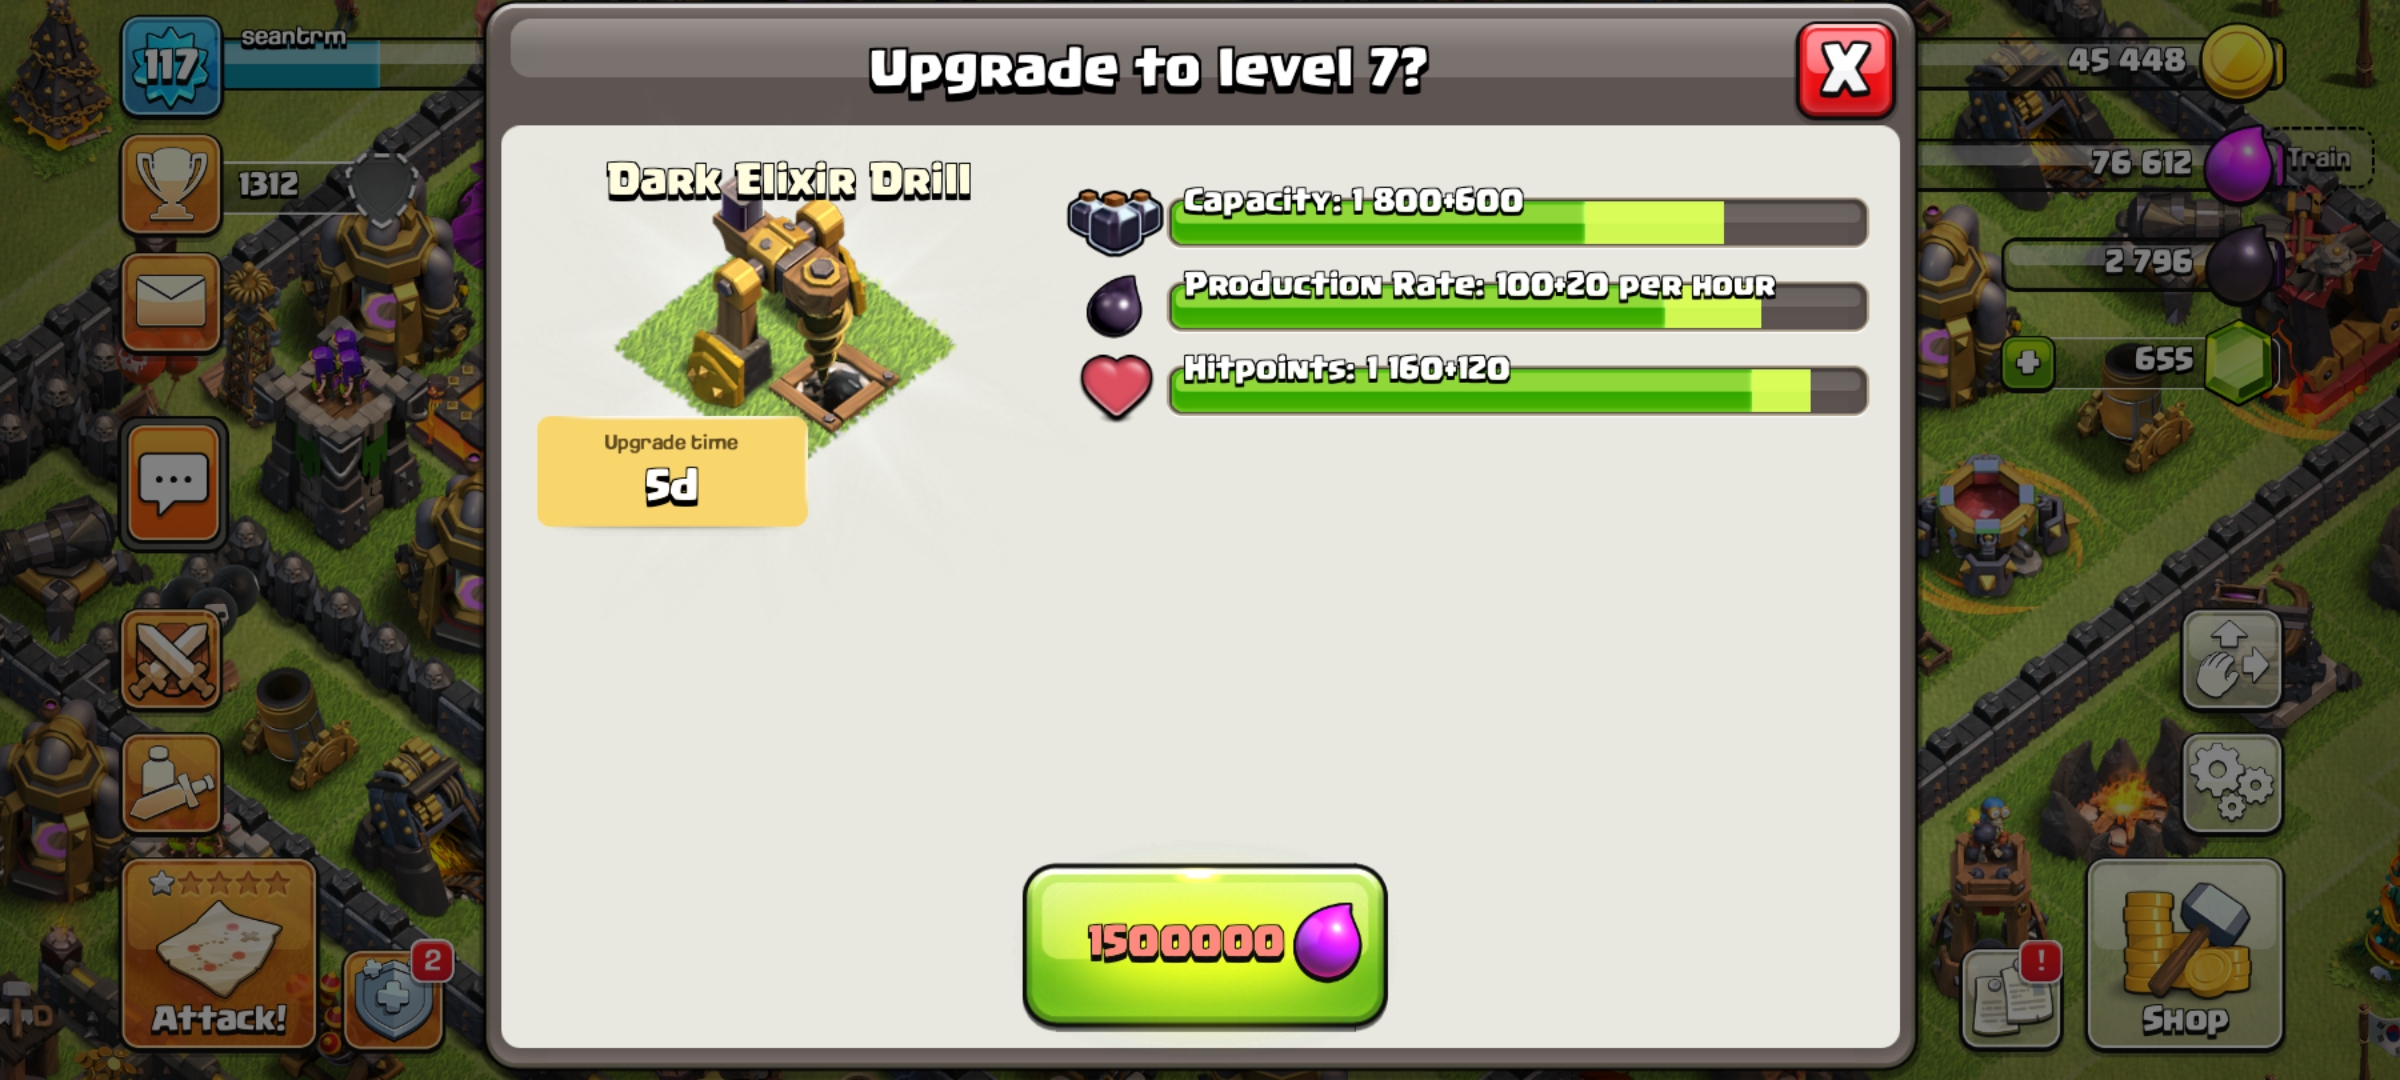 117
seantrm
1312
Upgrade to level 7?
X
45 448
76 612
Train
2 796
655
Dark Elixir Drill
Capacity: 1 800+600
Production Rate: 100+20 per hour
Hitpoints: 1 160+120
Upgrade time
5d
1500000
Attack!
2
!
Shop